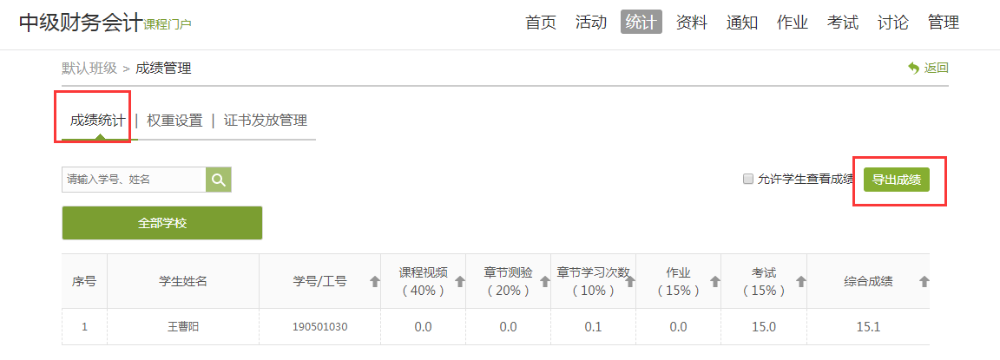 中级财务会计课程门户 首页 活动 统计 资料 通知 作业 考试 讨论 管理
默认班级 > 成绩管理 返回
成绩统计 | 权重设置 | 证书发放管理
请输入学号、姓名 允许学生查看成绩 导出成绩
全部学校
序号 学生姓名 学号/工号 课程视频（40%） 章节测验（20%） 章节学习次数（10%） 作业（15%） 考试（15%） 综合成绩
1 王曹阳 190501030 0.0 0.0 0.1 0.0 15.0 15.1